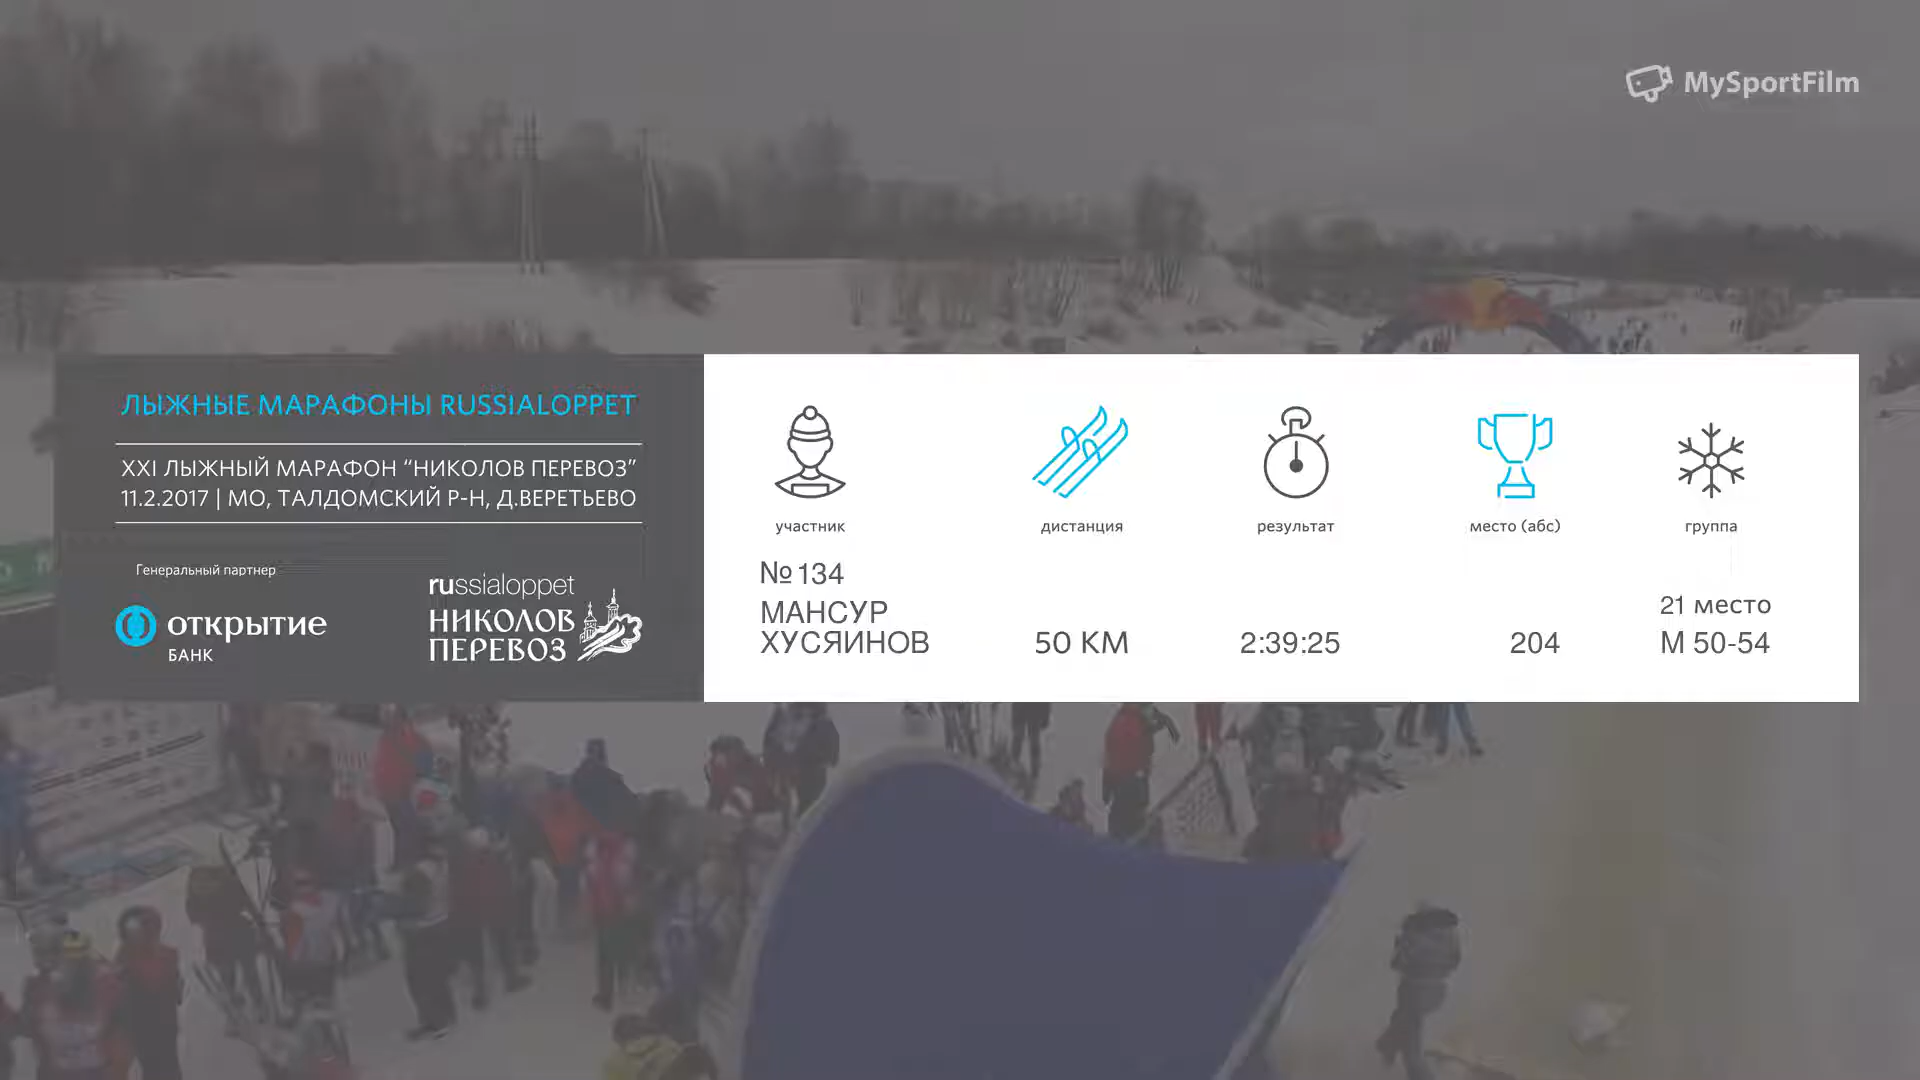 MySportFilm
ЛЫЖНЫЕ МАРАФОНЫ RUSSIALOPPET
XXI ЛЫЖНЫЙ МАРАФОН “НИКОЛОВ ПЕРЕВОЗ”
11.2.2017 | МО, ТАЛДОМСКИЙ Р-Н, Д.ВЕРЕТЬЕВО
Генеральный партнер
открытие
БАНК
russialoppet
НИКОЛОВ
ПЕРЕВОЗ
участник
дистанция
результат
место (абс)
группа
№134
МАНСУР
ХУСЯИНОВ
50 КМ
2:39:25
204
21 место
М 50-54